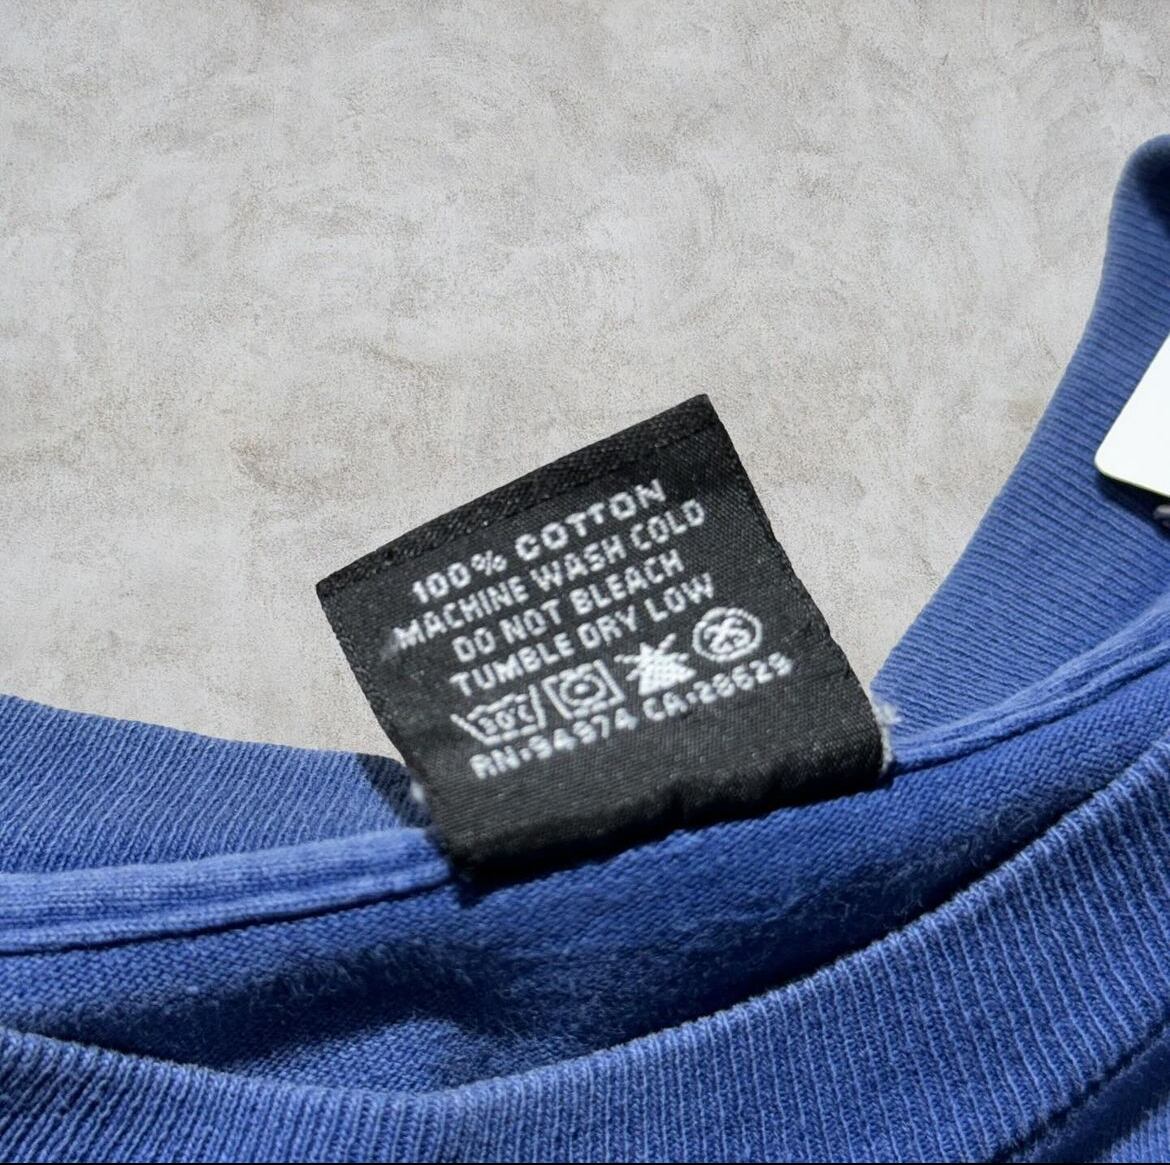 100% COTTON
MACHINE WASH COLD
DO NOT BLEACH
TUMBLE DRY LOW
30°C
RN:94974 CA:28629